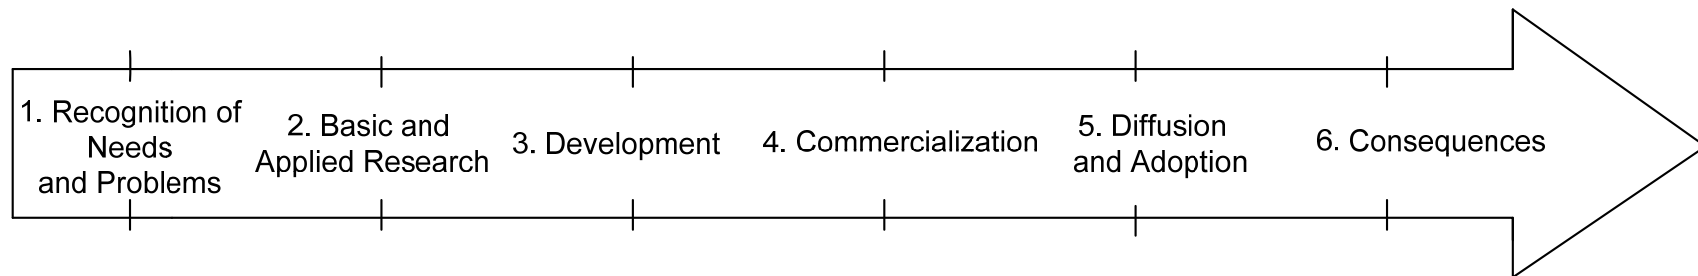 1. Recognition of
Needs
and Problems
2. Basic and
Applied Research
3. Development
4. Commercialization
5. Diffusion
and Adoption
6. Consequences